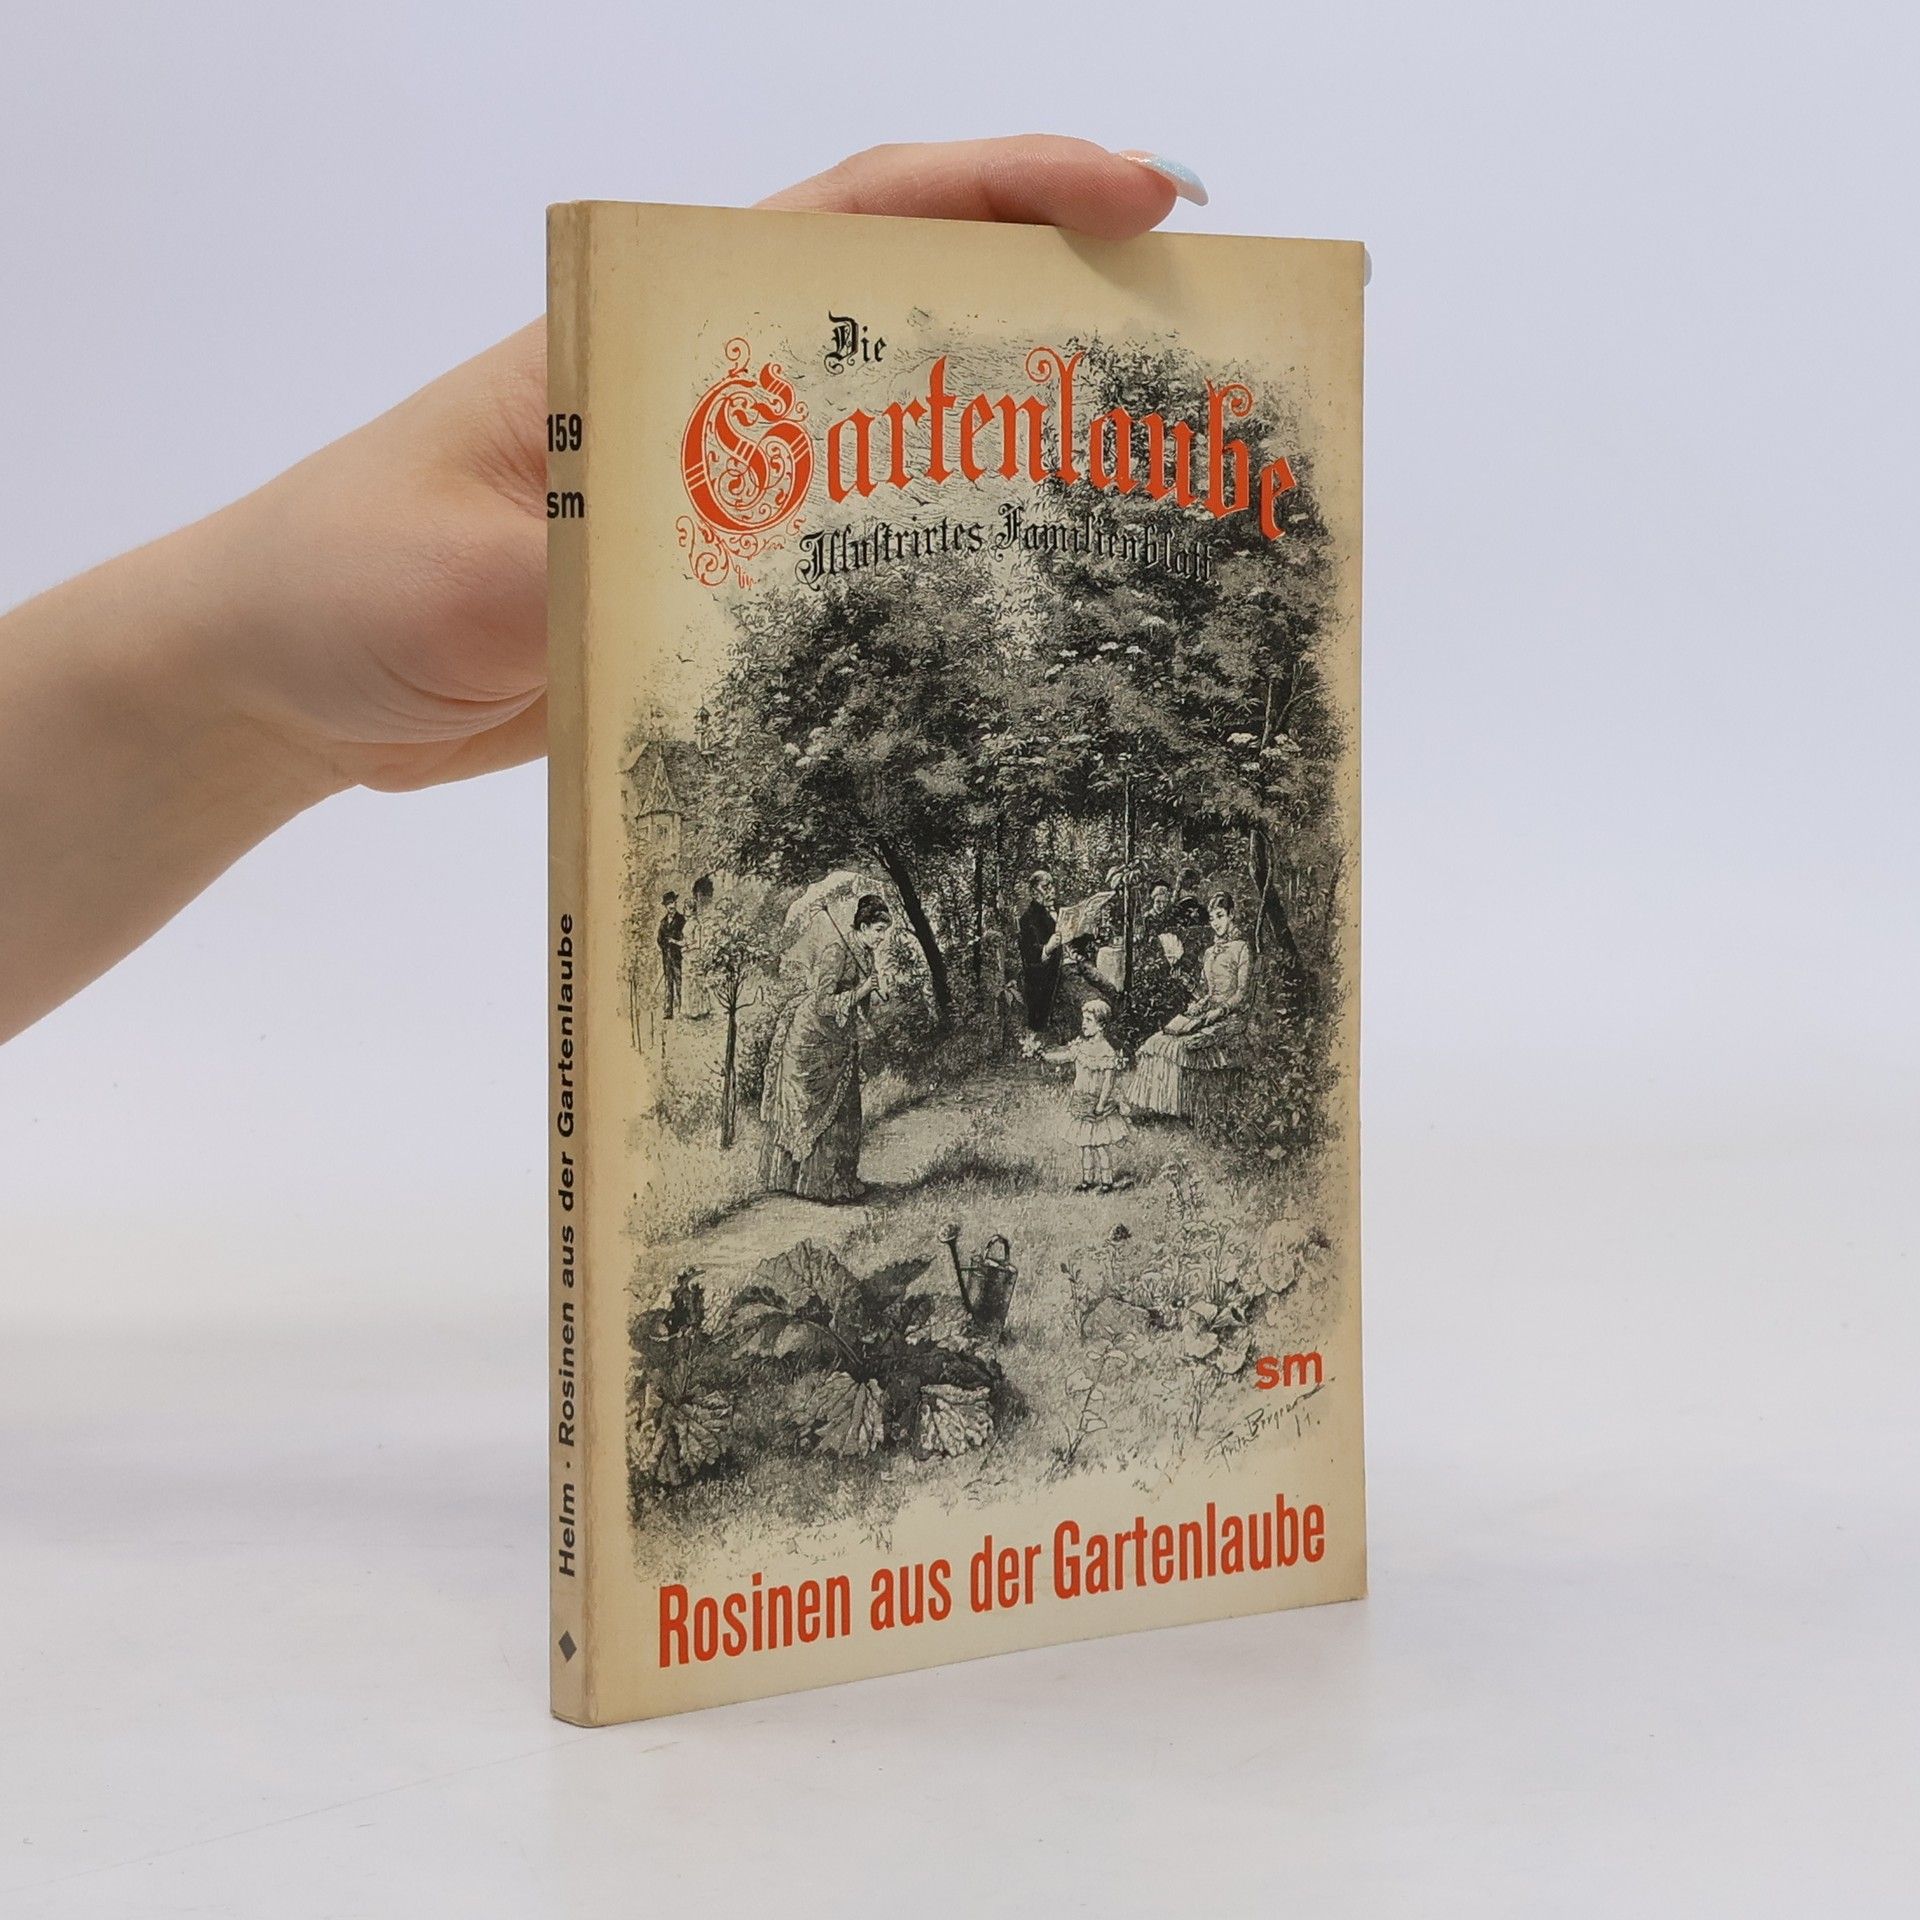 159
sm
Helm · Rosinen aus der Gartenlaube
Die
Gartenlaube
Illustrirtes Familienblatt
sm
Rosinen aus der Gartenlaube